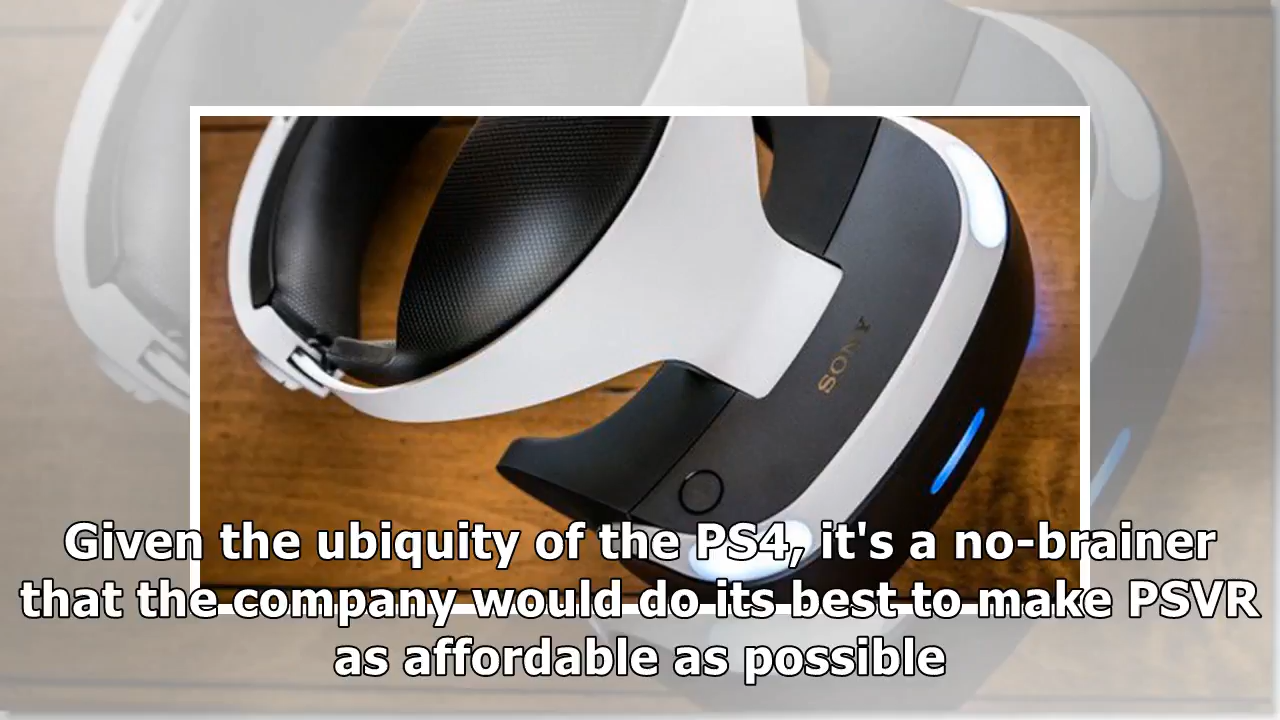 SONY
Given the ubiquity of the PS4, it's a no-brainer
that the company would do its best to make PSVR
as affordable as possible